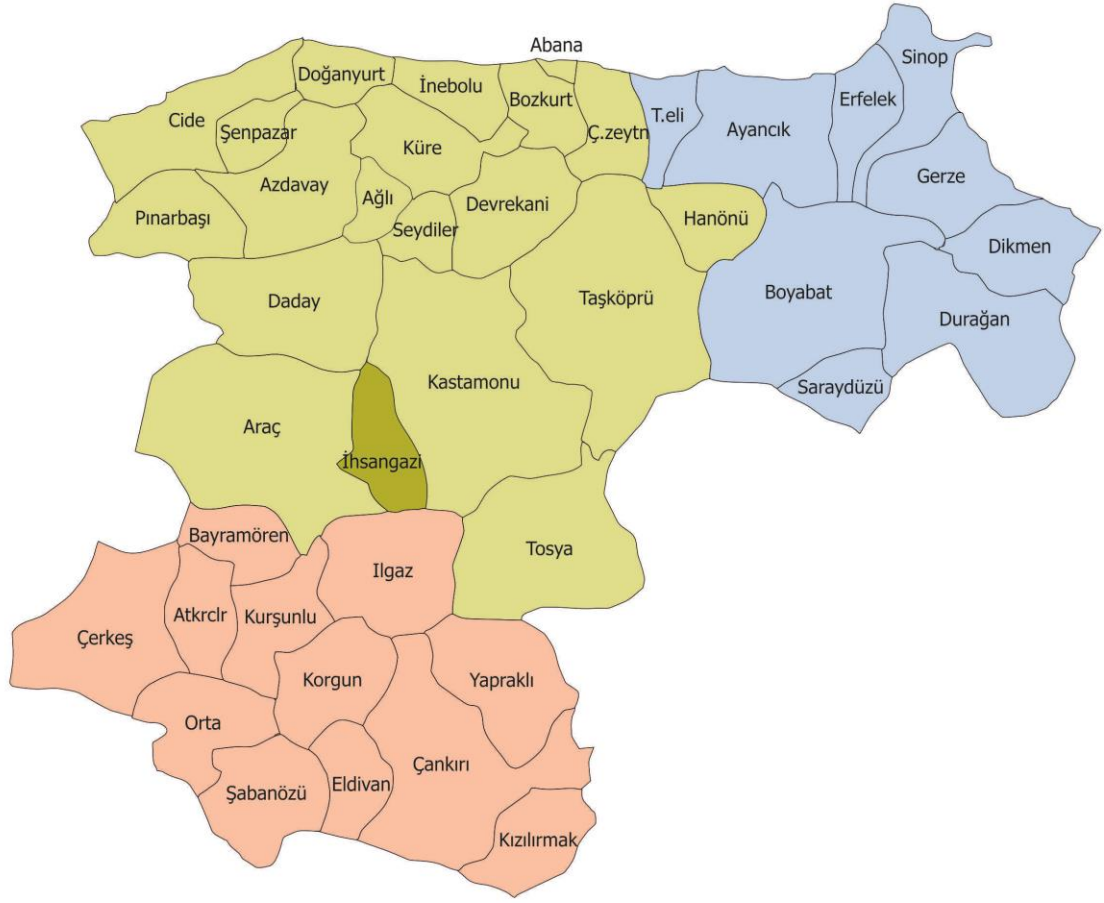 Abana
Sinop
Doğanyurt
İnebolu
Bozkurt
Erfelek
Cide
Şenpazar
Küre
Ç.zeytn
T.eli
Ayancık
Azdavay
Ağlı
Devrekani
Gerze
Pınarbaşı
Seydiler
Hanönü
Dikmen
Daday
Taşköprü
Boyabat
Durağan
Kastamonu
Saraydüzü
Araç
İhsangazi
Bayramören
Ilgaz
Tosya
Çerkeş
Atkrclr
Kurşunlu
Korgun
Yapraklı
Orta
Çankırı
Şabanözü
Eldivan
Kızılırmak